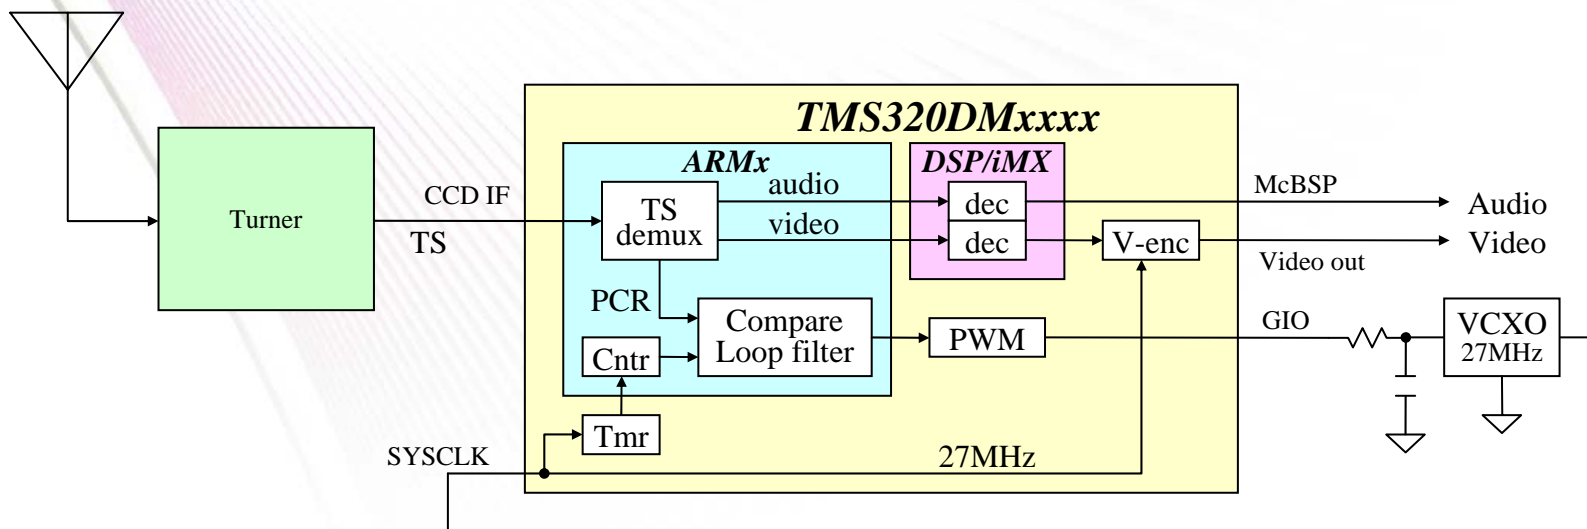 TMS320DMxxxx
ARMx
DSP/iMX
McBSP
audio
CCD IF
dec
Audio
TS
demux
Turner
video
TS
dec
V-enc
Video
Video out
PCR
GIO
Compare
Loop filter
VCXO
27MHz
PWM
Cntr
Tmr
SYSCLK
27MHz